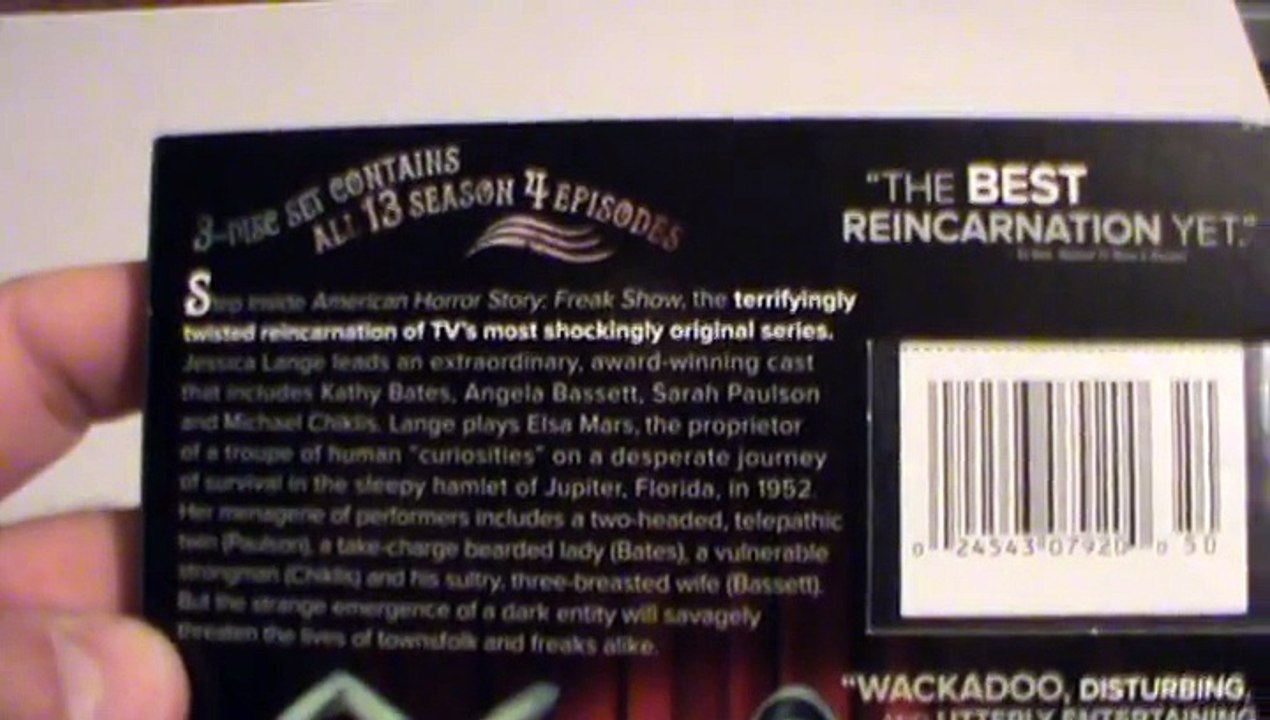 3-DISC SET CONTAINS
ALL 13 SEASON 4 EPISODES
Step inside American Horror Story: Freak Show, the terrifyingly
twisted reincarnation of TV's most shockingly original series.
Jessica Lange leads an extraordinary, award-winning cast
that includes Kathy Bates, Angela Bassett, Sarah Paulson
and Michael Chiklis. Lange plays Elsa Mars, the proprietor
of a troupe of human "curiosities" on a desperate journey
of survival in the sleepy hamlet of Jupiter, Florida, in 1952.
Her menagerie of performers includes a two-headed, telepathic
twin (Paulson), a take-charge bearded lady (Bates), a vulnerable
strongman (Chiklis) and his sultry, three-breasted wife (Bassett).
But the strange emergence of a dark entity will savagely
threaten the lives of townsfolk and freaks alike.
"THE BEST
REINCARNATION YET."
0 24543 07920 0 50
"WACKADOO, DISTURBING,
AND UTTERLY ENTERTAINING